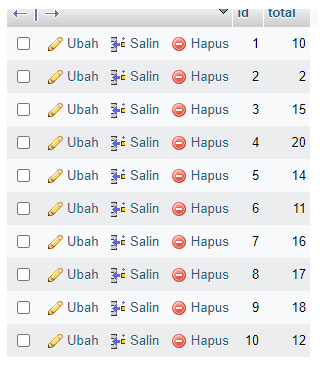 id total
Ubah Salin Hapus 1 10
Ubah Salin Hapus 2 2
Ubah Salin Hapus 3 15
Ubah Salin Hapus 4 20
Ubah Salin Hapus 5 14
Ubah Salin Hapus 6 11
Ubah Salin Hapus 7 16
Ubah Salin Hapus 8 17
Ubah Salin Hapus 9 18
Ubah Salin Hapus 10 12